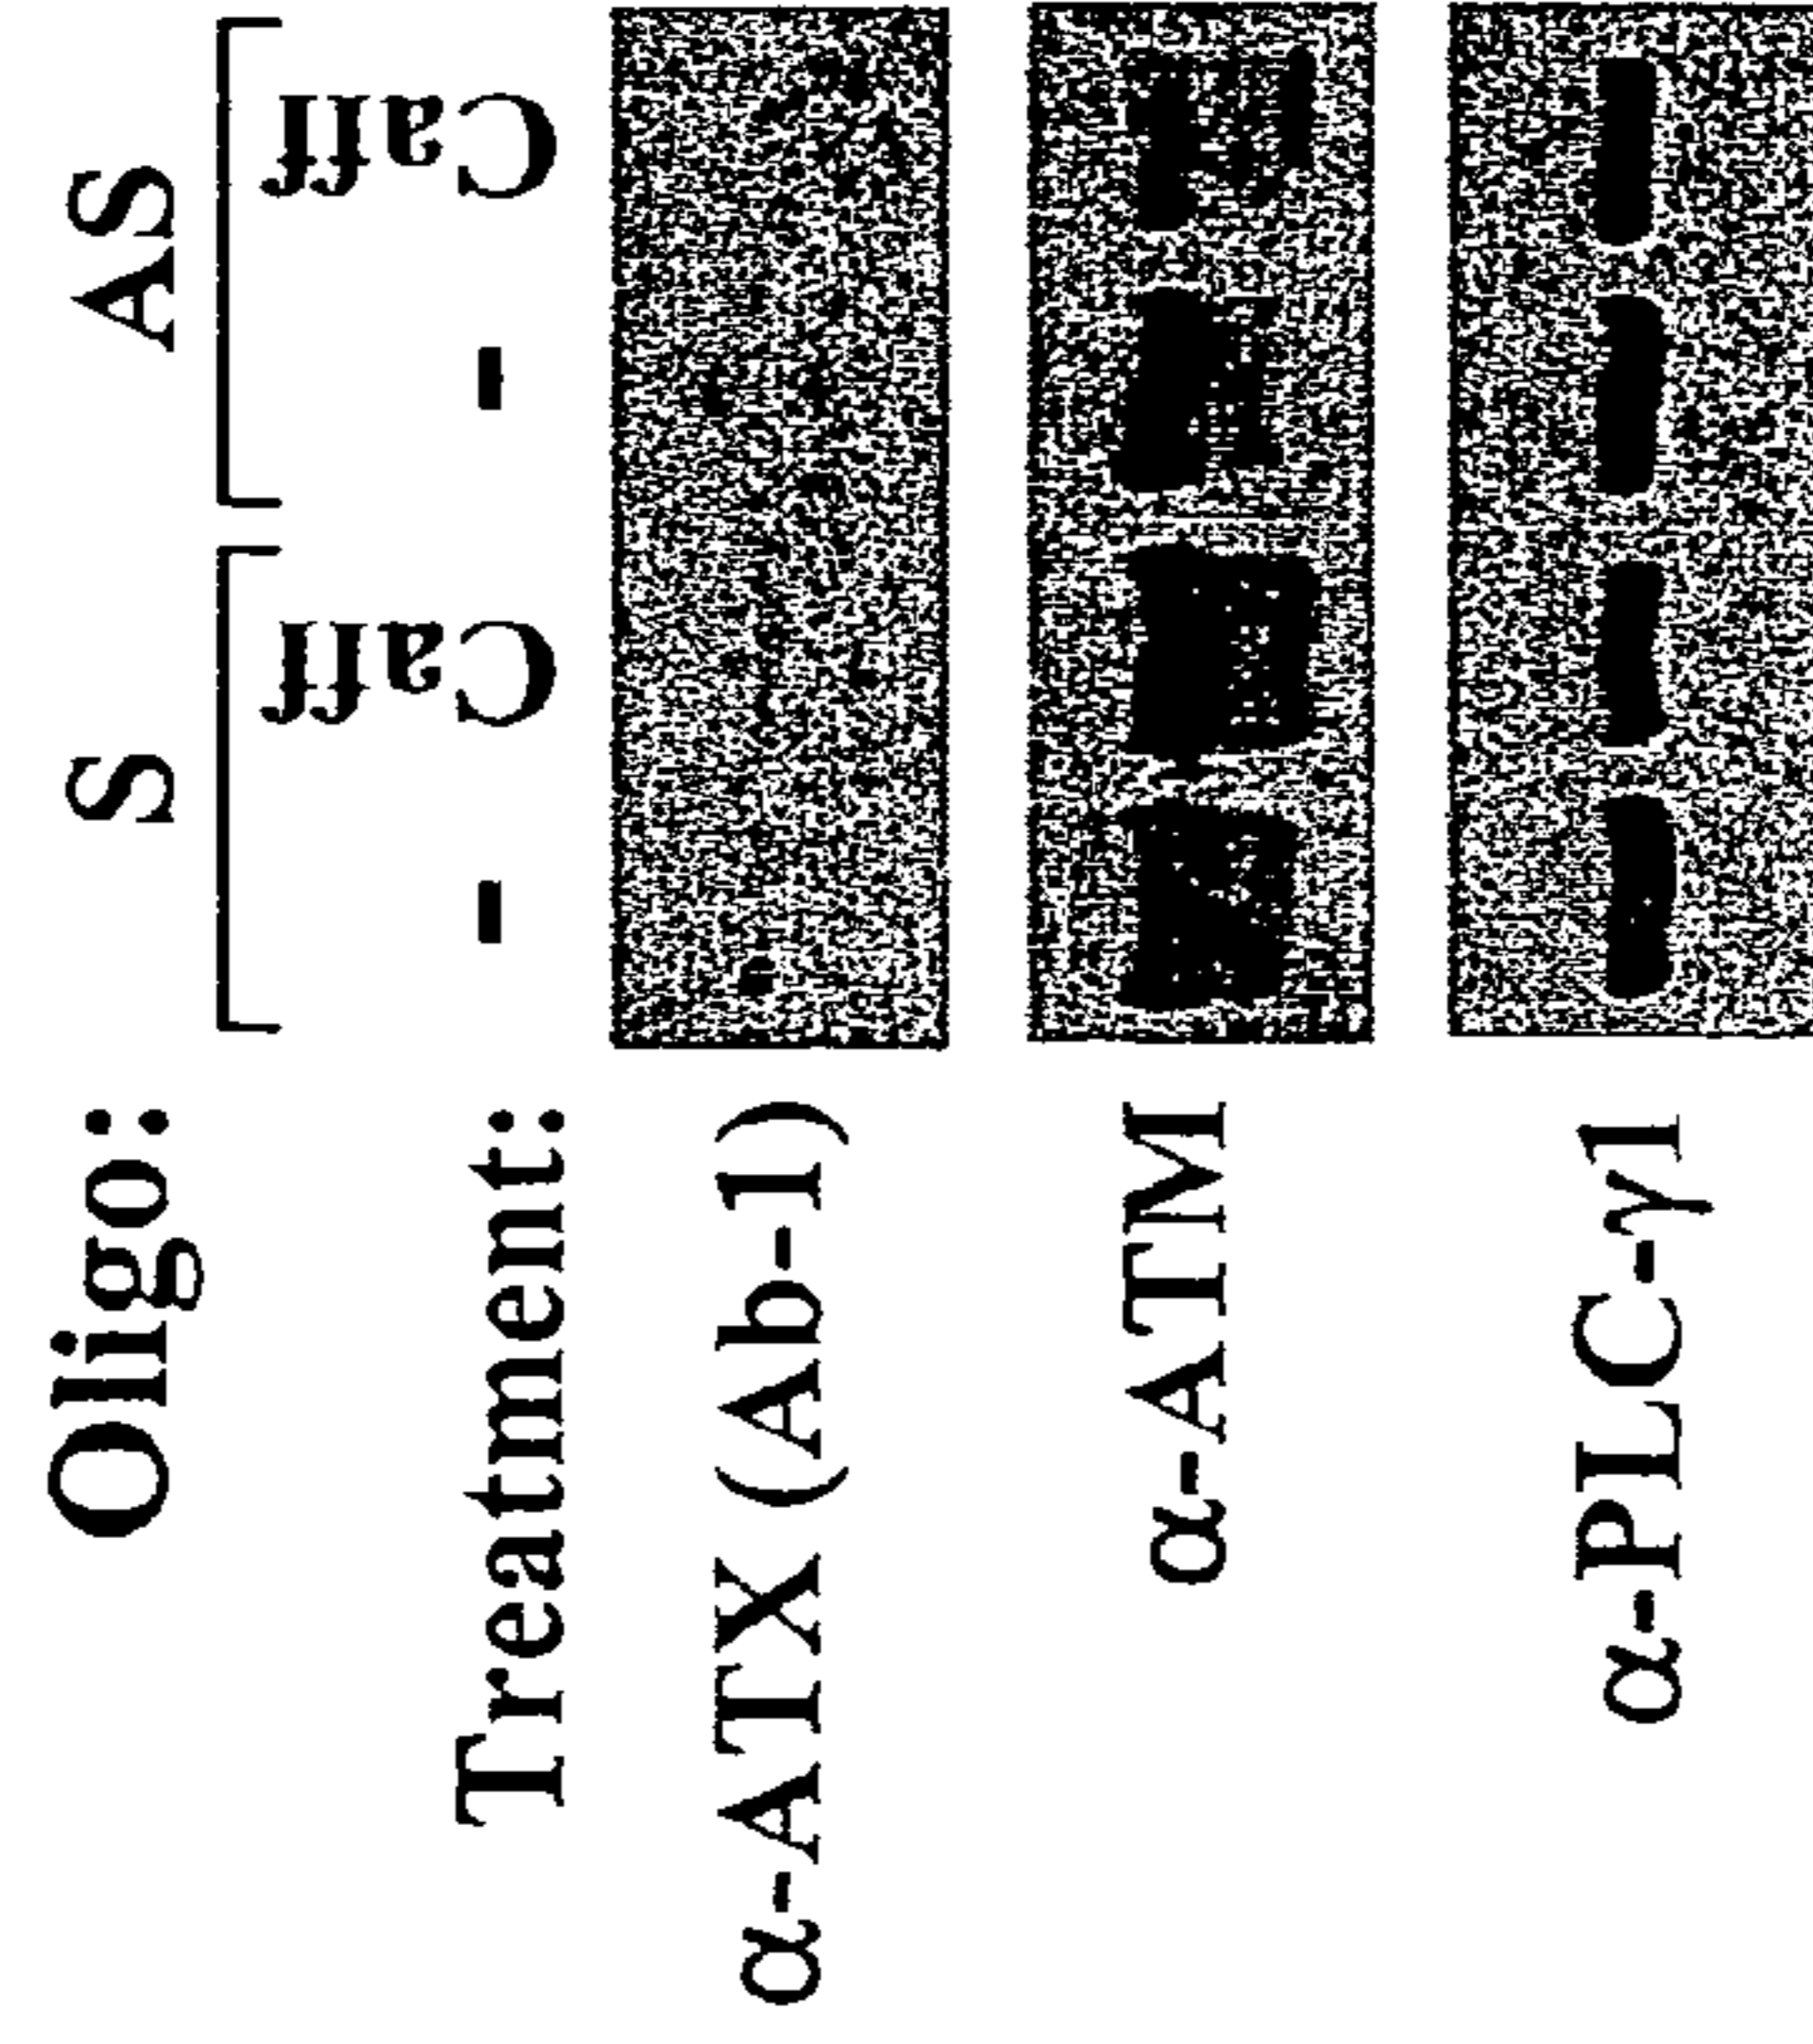 Oligo: S AS
Treatment: - Caff - Caff
α-ATX (Ab-1)
α-ATM
α-PLC-γ1